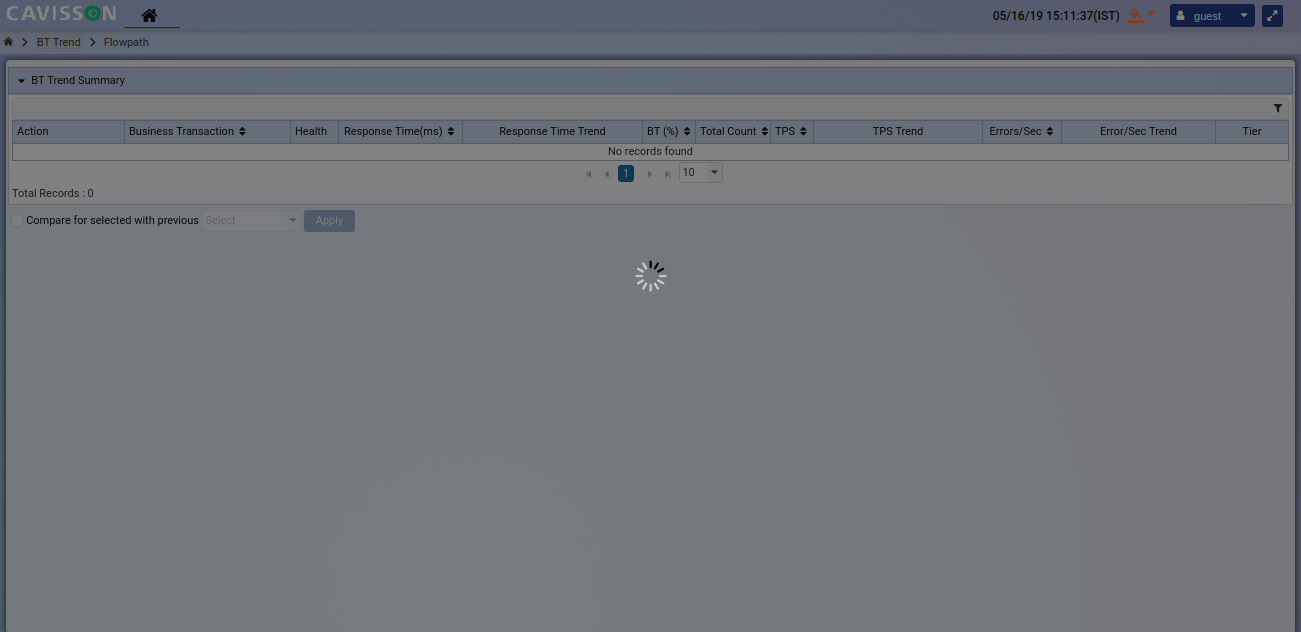 CAVISSON
05/16/19 15:11:37(IST)
guest
BT Trend
Flowpath
BT Trend Summary
Action Business Transaction Health Response Time(ms) Response Time Trend BT (%) Total Count TPS TPS Trend Errors/Sec Error/Sec Trend Tier
No records found
1 10
Total Records : 0
Compare for selected with previous Select Apply